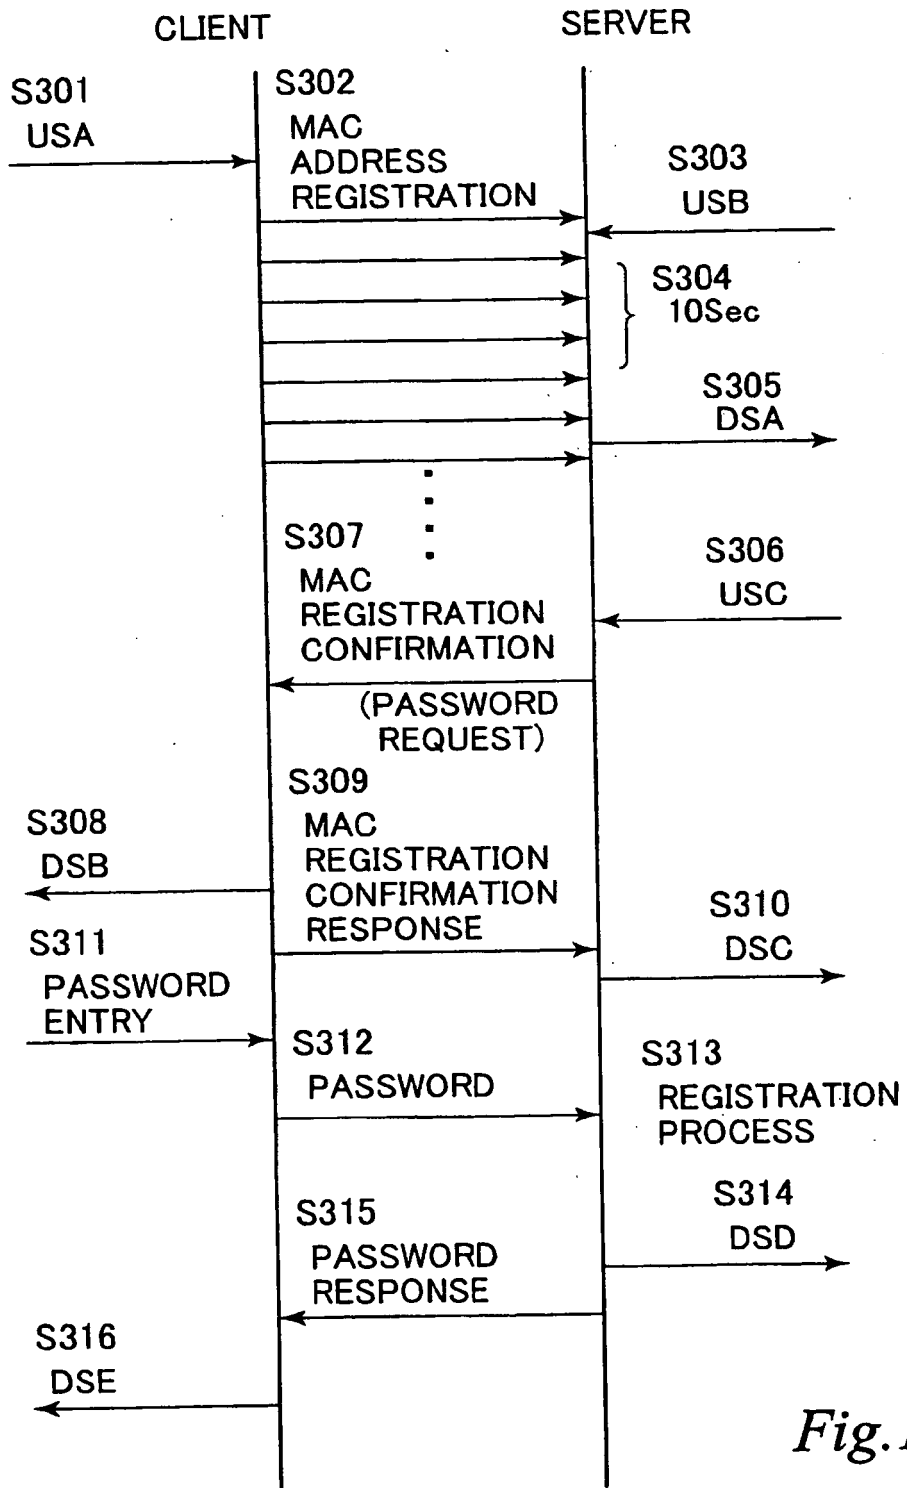 CLIENT
SERVER
S301
USA
S302
MAC
ADDRESS
REGISTRATION
S303
USB
S304
10Sec
S305
DSA
S307
MAC
REGISTRATION
CONFIRMATION
S306
USC
(PASSWORD
REQUEST)
S309
MAC
REGISTRATION
CONFIRMATION
RESPONSE
S308
DSB
S310
DSC
S311
PASSWORD
ENTRY
S312
PASSWORD
S313
REGISTRATION
PROCESS
S314
DSD
S315
PASSWORD
RESPONSE
S316
DSE
Fig.